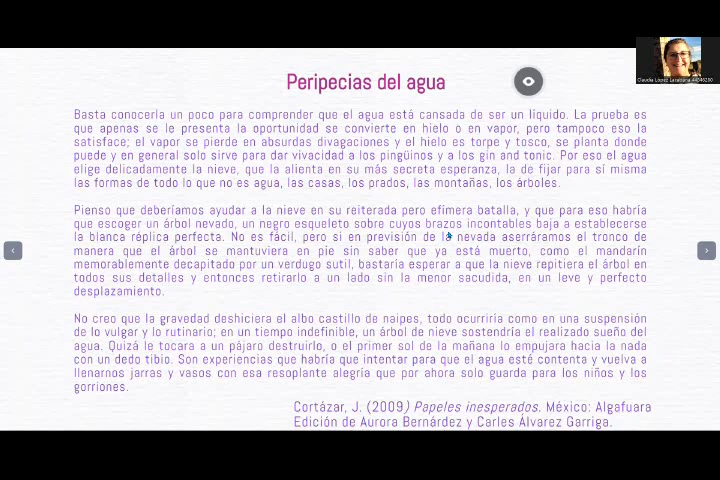 Peripecias del agua
Basta conocerla un poco para comprender que el agua está cansada de ser un líquido. La prueba es
que apenas se le presenta la oportunidad se convierte en hielo o en vapor, pero tampoco eso la
satisface; el vapor se pierde en absurdas divagaciones y el hielo es torpe y tosco, se planta donde
puede y en general solo sirve para dar vivacidad a los pingüinos y a los gin and tonic. Por eso el agua
elige delicadamente la nieve, que la alienta en su más secreta esperanza, la de fijar para sí misma
las formas de todo lo que no es agua, las casas, los prados, las montañas, los árboles.
Pienso que deberíamos ayudar a la nieve en su reiterada pero efímera batalla, y que para eso habría
que escoger un árbol nevado, un negro esqueleto sobre cuyos brazos incontables baja a establecerse
la blanca réplica perfecta. No es fácil, pero si en previsión de la nevada aserráramos el tronco de
manera que el árbol se mantuviera en pie sin saber que ya está muerto, como el mandarín
memorablemente decapitado por un verdugo sutil, bastaría esperar a que la nieve repitiera el árbol en
todos sus detalles y entonces retirarlo a un lado sin la menor sacudida, en un leve y perfecto
desplazamiento.
No creo que la gravedad deshiciera el albo castillo de naipes, todo ocurriría como en una suspensión
de lo vulgar y lo rutinario; en un tiempo indefinible, un árbol de nieve sostendría el realizado sueño del
agua. Quizá le tocara a un pájaro destruirlo, o el primer sol de la mañana lo empujara hacia la nada
con un dedo tibio. Son experiencias que habría que intentar para que el agua esté contenta y vuelva a
llenarnos jarras y vasos con esa resoplante alegría que por ahora solo guarda para los niños y los
gorriones.
Cortázar, J. (2009) Papeles inesperados. México: Algafuara
Edición de Aurora Bernárdez y Carles Álvarez Garriga.
Claudia López